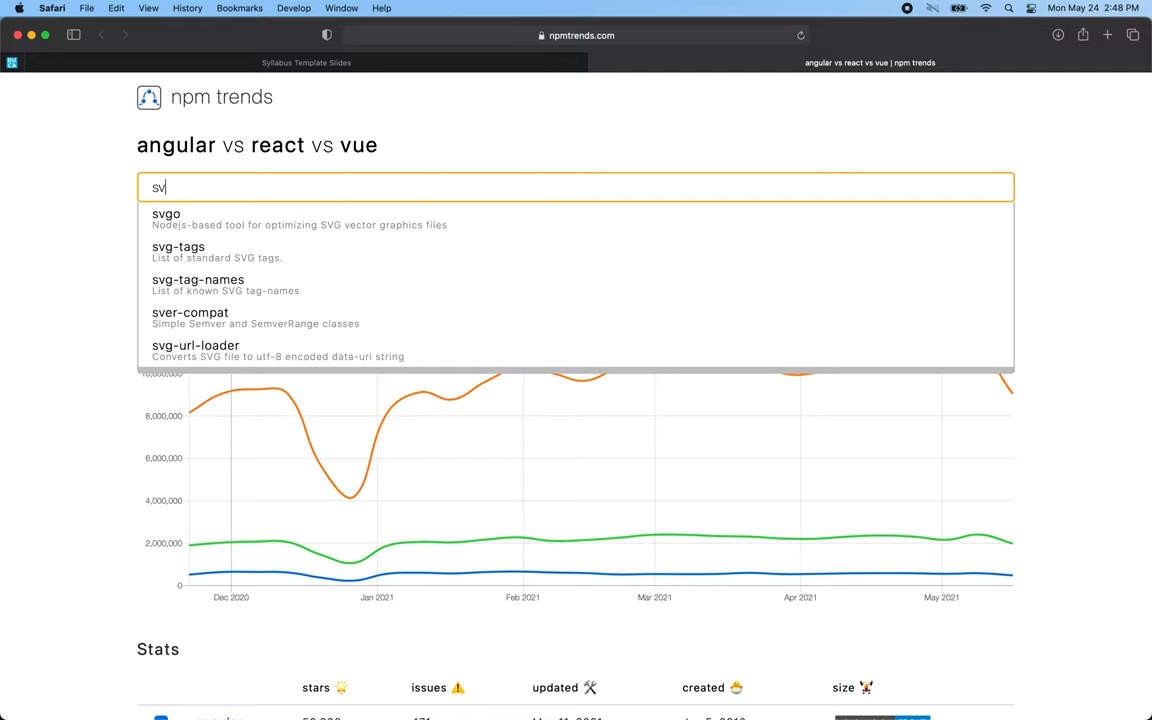 Safari File Edit View History Bookmarks Develop Window Help Mon May 24 2:48 PM
npmtrends.com
DU
CA
Syllabus Template Slides
angular vs react vs vue | npm trends
npm trends
angular vs react vs vue
sv
svgo
Nodejs-based tool for optimizing SVG vector graphics files
svg-tags
List of standard SVG tags.
svg-tag-names
List of known SVG tag-names
sver-compat
Simple Semver and SemverRange classes
svg-url-loader
Converts SVG file to utf-8 encoded data-uri string
10,000,000
8,000,000
6,000,000
4,000,000
2,000,000
0
Dec 2020 Jan 2021 Feb 2021 Mar 2021 Apr 2021 May 2021
Stats
stars issues updated created size